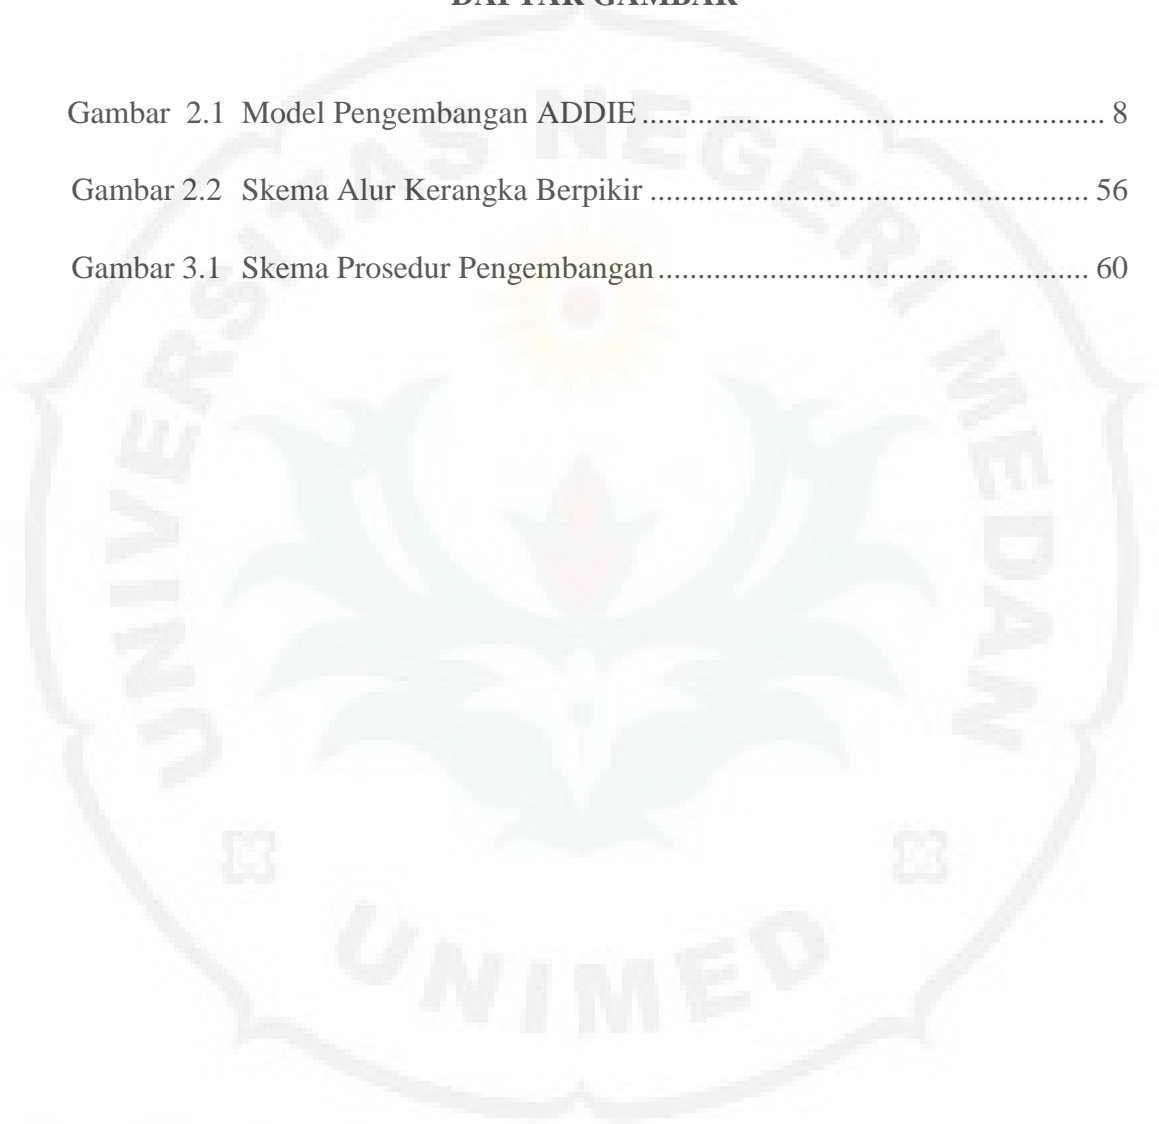 DAFTAR GAMBAR
Gambar 2.1 Model Pengembangan ADDIE ........................................................... 8
Gambar 2.2 Skema Alur Kerangka Berpikir ........................................................ 56
Gambar 3.1 Skema Prosedur Pengembangan ................................................... 60
UNIVERSITAS NEGERI MEDAN
UNIMED